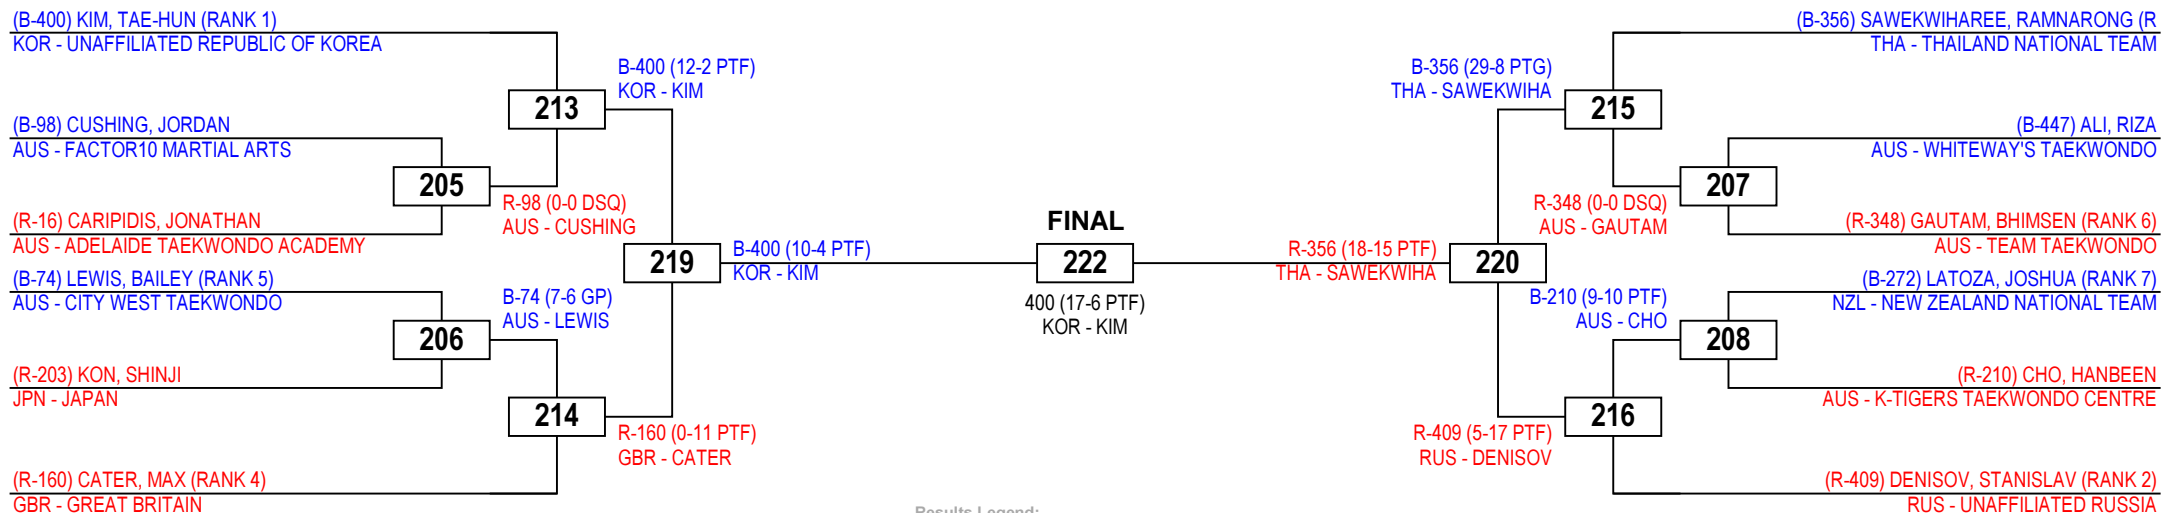 (B-400) KIM, TAE-HUN (RANK 1)
KOR - UNAFFILIATED REPUBLIC OF KOREA
(B-98) CUSHING, JORDAN
AUS - FACTOR10 MARTIAL ARTS
(R-16) CARIPIDIS, JONATHAN
AUS - ADELAIDE TAEKWONDO ACADEMY
(B-74) LEWIS, BAILEY (RANK 5)
AUS - CITY WEST TAEKWONDO
(R-203) KON, SHINJI
JPN - JAPAN
(R-160) CATER, MAX (RANK 4)
GBR - GREAT BRITAIN
205
206
R-98 (0-0 DSQ)
AUS - CUSHING
B-74 (7-6 GP)
AUS - LEWIS
213
214
B-400 (12-2 PTF)
KOR - KIM
R-160 (0-11 PTF)
GBR - CATER
219
B-400 (10-4 PTF)
KOR - KIM
FINAL
222
400 (17-6 PTF)
KOR - KIM
Results Legend:
R-356 (18-15 PTF)
THA - SAWEKWIHA
220
B-356 (29-8 PTG)
THA - SAWEKWIHA
R-409 (5-17 PTF)
RUS - DENISOV
215
216
R-348 (0-0 DSQ)
AUS - GAUTAM
B-210 (9-10 PTF)
AUS - CHO
207
208
(B-356) SAWEKWIHAREE, RAMNARONG (R
THA - THAILAND NATIONAL TEAM
(B-447) ALI, RIZA
AUS - WHITEWAY'S TAEKWONDO
(R-348) GAUTAM, BHIMSEN (RANK 6)
AUS - TEAM TAEKWONDO
(B-272) LATOZA, JOSHUA (RANK 7)
NZL - NEW ZEALAND NATIONAL TEAM
(R-210) CHO, HANBEEN
AUS - K-TIGERS TAEKWONDO CENTRE
(R-409) DENISOV, STANISLAV (RANK 2)
RUS - UNAFFILIATED RUSSIA